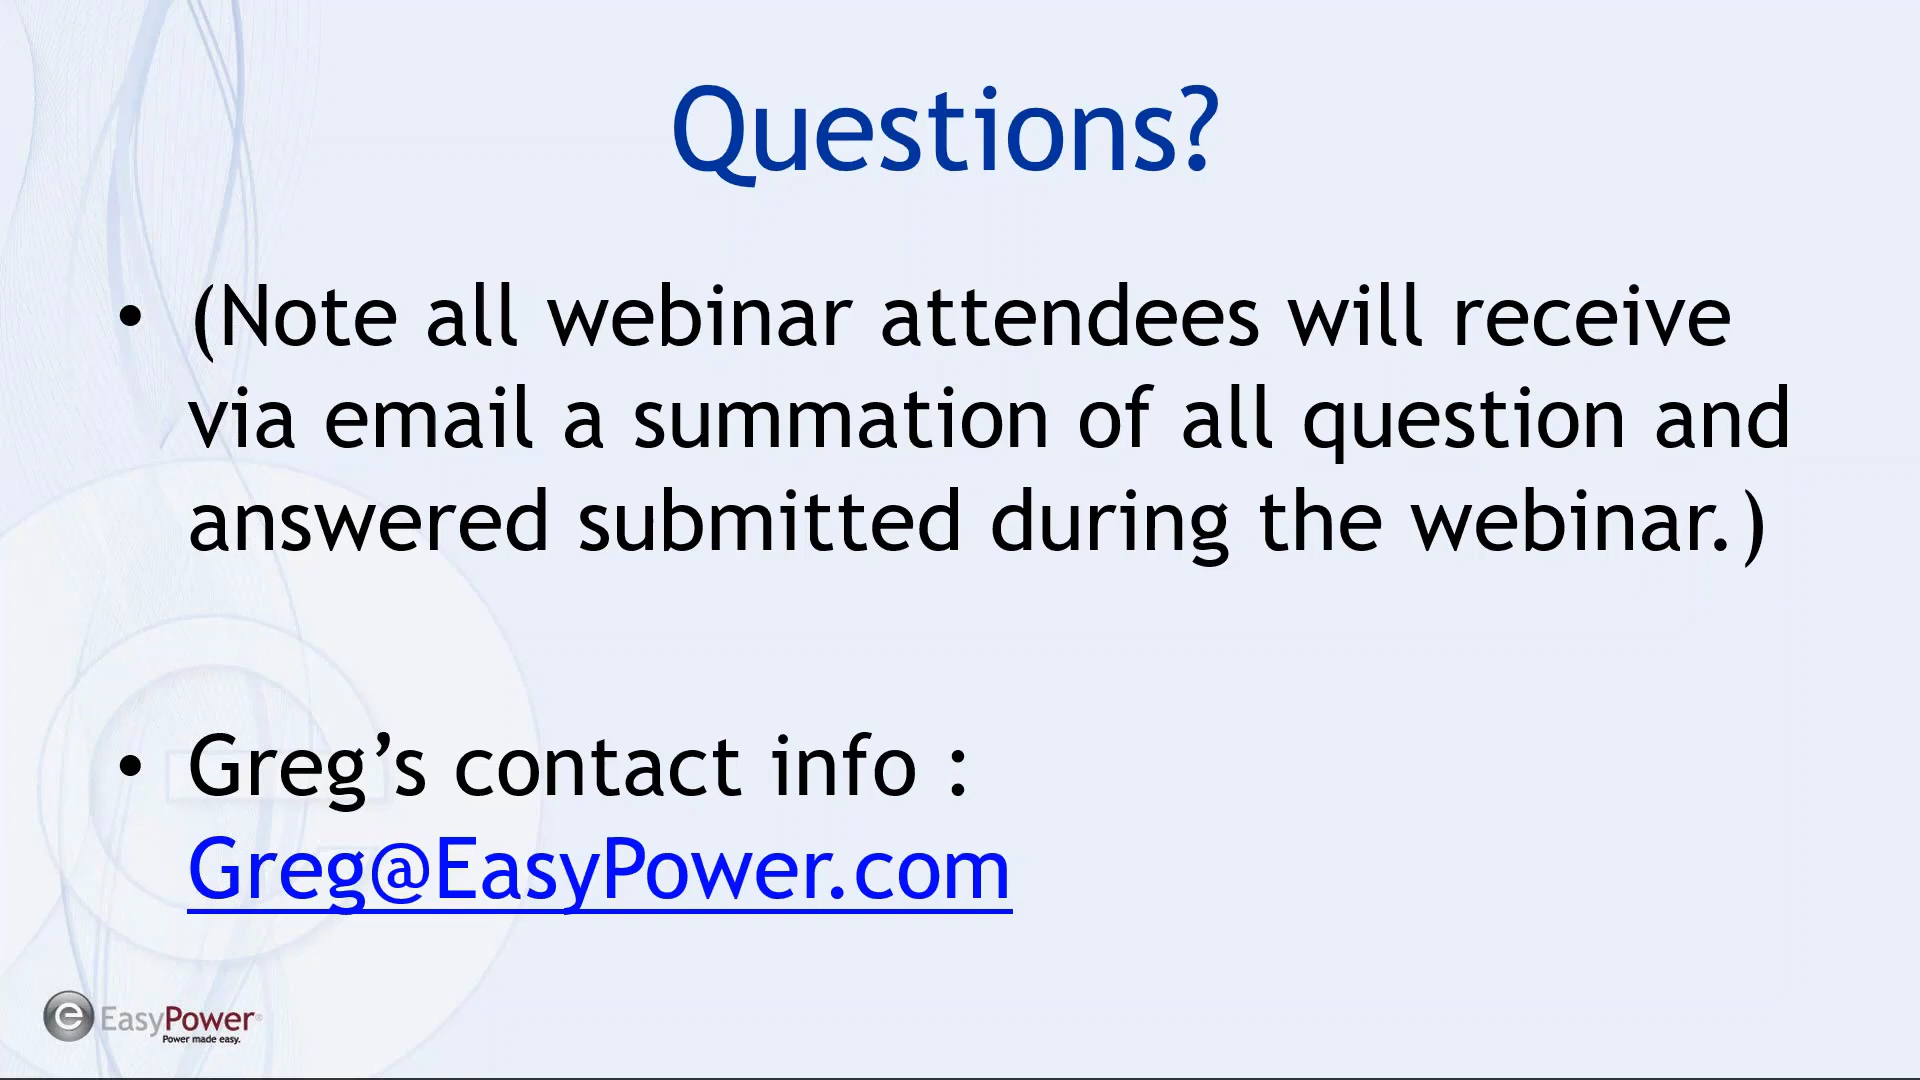 Questions?
• (Note all webinar attendees will receive
via email a summation of all question and
answered submitted during the webinar.)
• Greg’s contact info :
Greg@EasyPower.com
e EasyPower®
Power made easy.